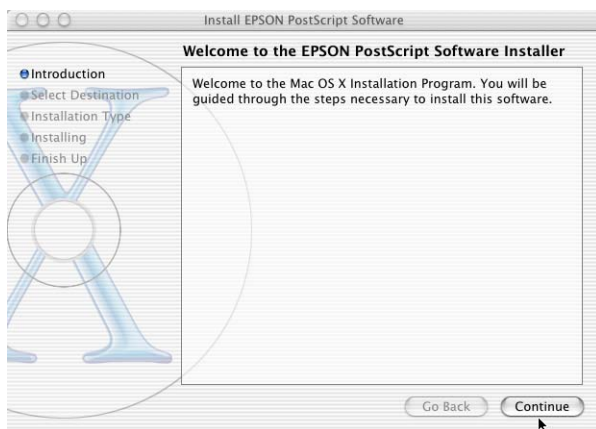 Install EPSON PostScript Software
Welcome to the EPSON PostScript Software Installer
Introduction
Select Destination
Installation Type
Installing
Finish Up
Welcome to the Mac OS X Installation Program. You will be
guided through the steps necessary to install this software.
Go Back
Continue